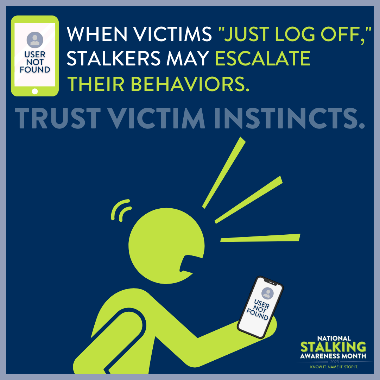 USER
NOT
FOUND
WHEN VICTIMS "JUST LOG OFF,"
STALKERS MAY ESCALATE
THEIR BEHAVIORS.
TRUST VICTIM INSTINCTS.
USER
NOT
FOUND
NATIONAL
STALKING
AWARENESS MONTH